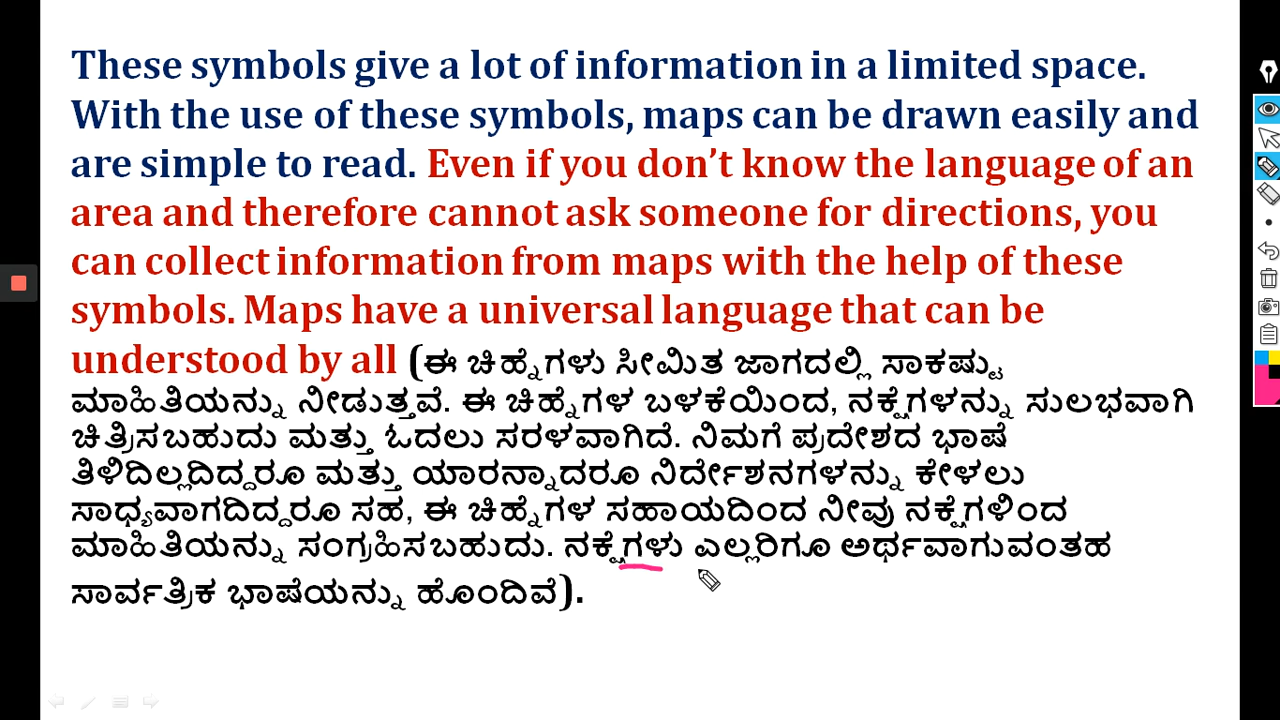 These symbols give a lot of information in a limited space.
With the use of these symbols, maps can be drawn easily and
are simple to read. Even if you don't know the language of an
area and therefore cannot ask someone for directions, you
can collect information from maps with the help of these
symbols. Maps have a universal language that can be
understood by all (ಈ ಚಿಹ್ನೆಗಳು ಸೀಮಿತ ಜಾಗದಲ್ಲಿ ಸಾಕಷ್ಟು
ಮಾಹಿತಿಯನ್ನು ನೀಡುತ್ತವೆ. ಈ ಚಿಹ್ನೆಗಳ ಬಳಕೆಯಿಂದ, ನಕ್ಷೆಗಳನ್ನು ಸುಲಭವಾಗಿ
ಚಿತ್ರಿಸಬಹುದು ಮತ್ತು ಓದಲು ಸರಳವಾಗಿದೆ. ನಿಮಗೆ ಪ್ರದೇಶದ ಭಾಷೆ
ತಿಳಿದಿಲ್ಲದಿದ್ದರೂ ಮತ್ತು ಯಾರನ್ನಾದರೂ ನಿರ್ದೇಶನಗಳನ್ನು ಕೇಳಲು
ಸಾಧ್ಯವಾಗದಿದ್ದರೂ ಸಹ, ಈ ಚಿಹ್ನೆಗಳ ಸಹಾಯದಿಂದ ನೀವು ನಕ್ಷೆಗಳಿಂದ
ಮಾಹಿತಿಯನ್ನು ಸಂಗ್ರಹಿಸಬಹುದು. ನಕ್ಷೆಗಳು ಎಲ್ಲರಿಗೂ ಅರ್ಥವಾಗುವಂತಹ
ಸಾರ್ವತ್ರಿಕ ಭಾಷೆಯನ್ನು ಹೊಂದಿವೆ).